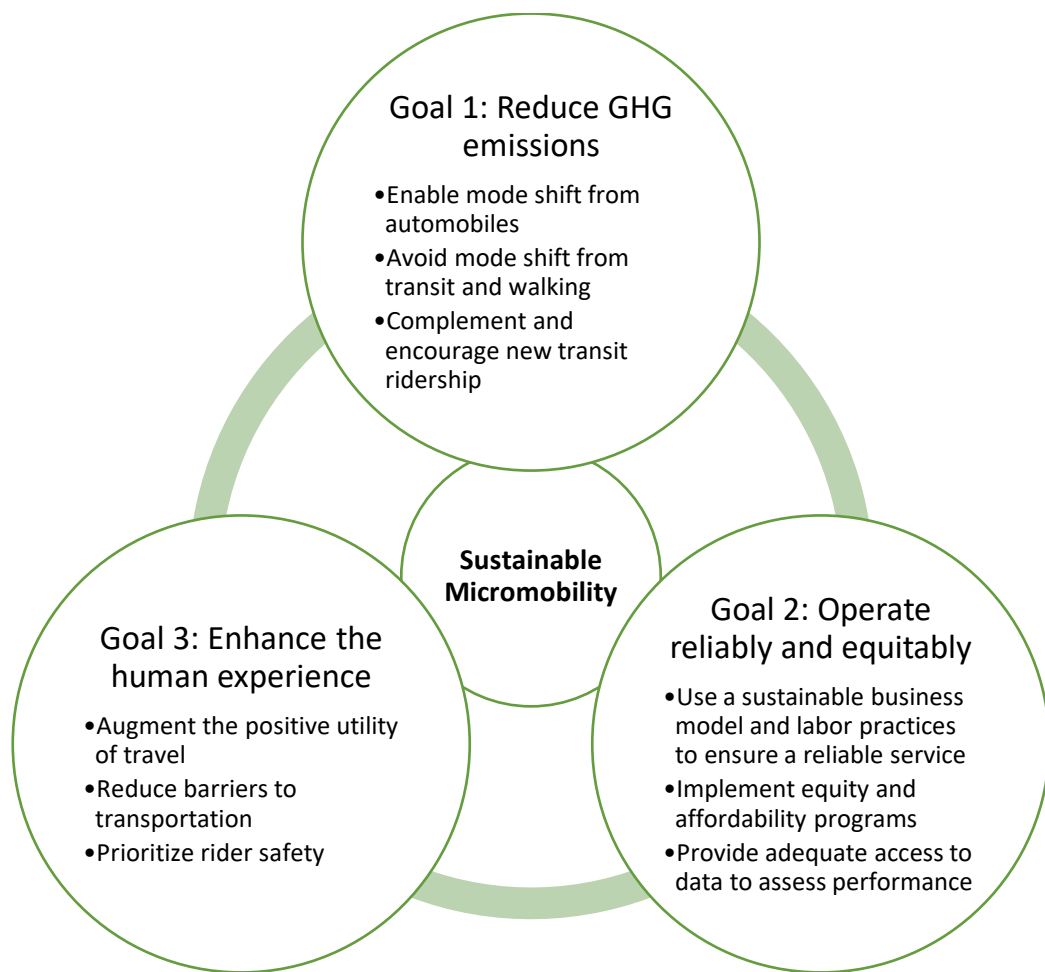 Goal 1: Reduce GHG
emissions
•Enable mode shift from
automobiles
•Avoid mode shift from
transit and walking
•Complement and
encourage new transit
ridership
Sustainable
Micromobility
Goal 2: Operate
reliably and equitably
•Use a sustainable business
model and labor practices
to ensure a reliable service
•Implement equity and
affordability programs
•Provide adequate access to
data to assess performance
Goal 3: Enhance the
human experience
•Augment the positive utility
of travel
•Reduce barriers to
transportation
•Prioritize rider safety